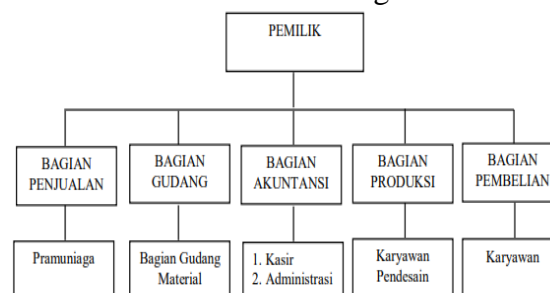 PEMILIK
BAGIAN
PENJUALAN
BAGIAN
GUDANG
BAGIAN
AKUNTANSI
BAGIAN
PRODUKSI
BAGIAN
PEMBELIAN
Pramuniaga
Bagian Gudang
Material
1. Kasir
2. Administrasi
Karyawan
Pendesain
Karyawan